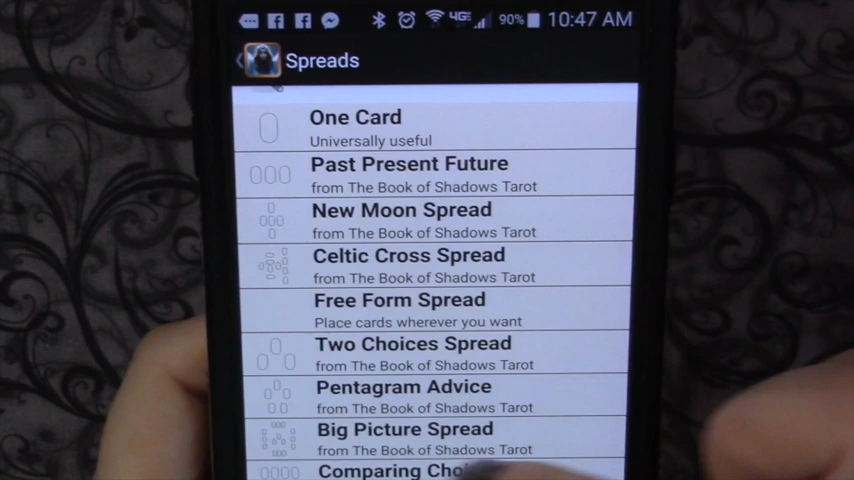 4G 90% 10:47 AM
Spreads
One Card
Universally useful
Past Present Future
from The Book of Shadows Tarot
New Moon Spread
from The Book of Shadows Tarot
Celtic Cross Spread
from The Book of Shadows Tarot
Free Form Spread
Place cards wherever you want
Two Choices Spread
from The Book of Shadows Tarot
Pentagram Advice
from The Book of Shadows Tarot
Big Picture Spread
from The Book of Shadows Tarot
Comparing